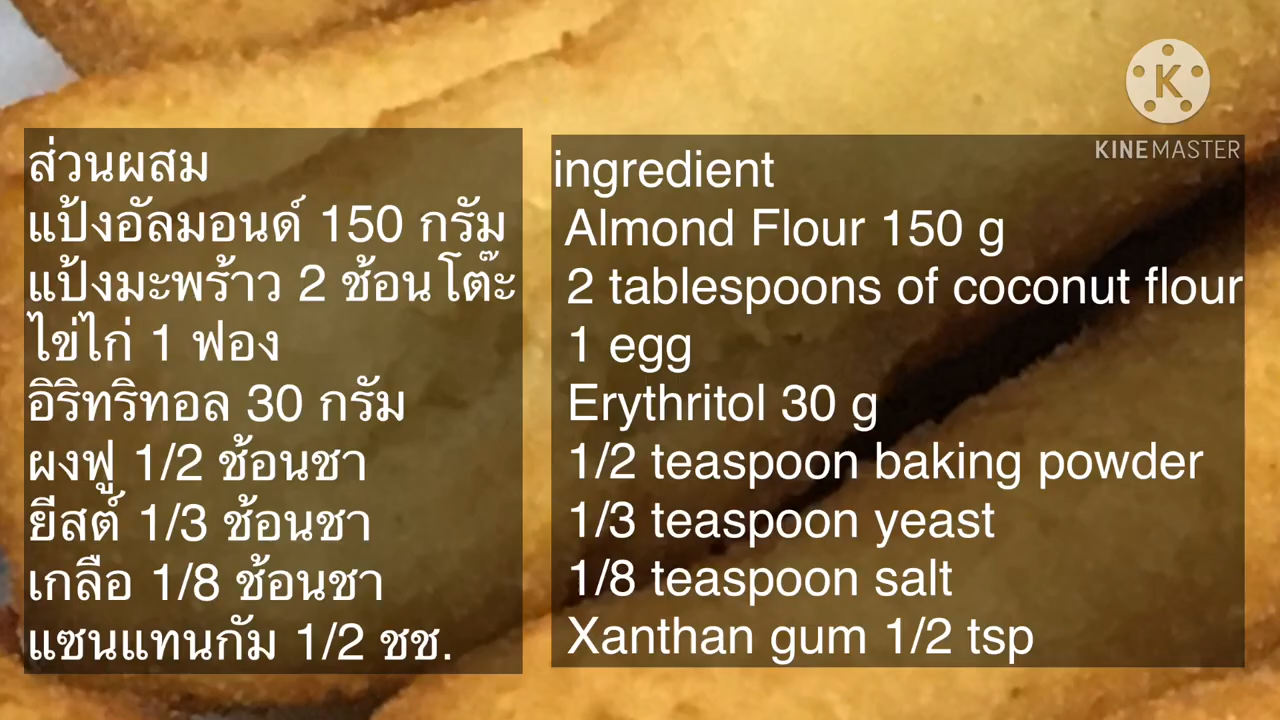 ส่วนผสม
แป้งอัลมอนด์ 150 กรัม
แป้งมะพร้าว 2 ช้อนโต๊ะ
ไข่ไก่ 1 ฟอง
อิริทริทอล 30 กรัม
ผงฟู 1/2 ช้อนชา
ยีสต์ 1/3 ช้อนชา
เกลือ 1/8 ช้อนชา
แซนแทนกัม 1/2 ชช.
ingredient
Almond Flour 150 g
2 tablespoons of coconut flour
1 egg
Erythritol 30 g
1/2 teaspoon baking powder
1/3 teaspoon yeast
1/8 teaspoon salt
Xanthan gum 1/2 tsp
K
KINEMASTER